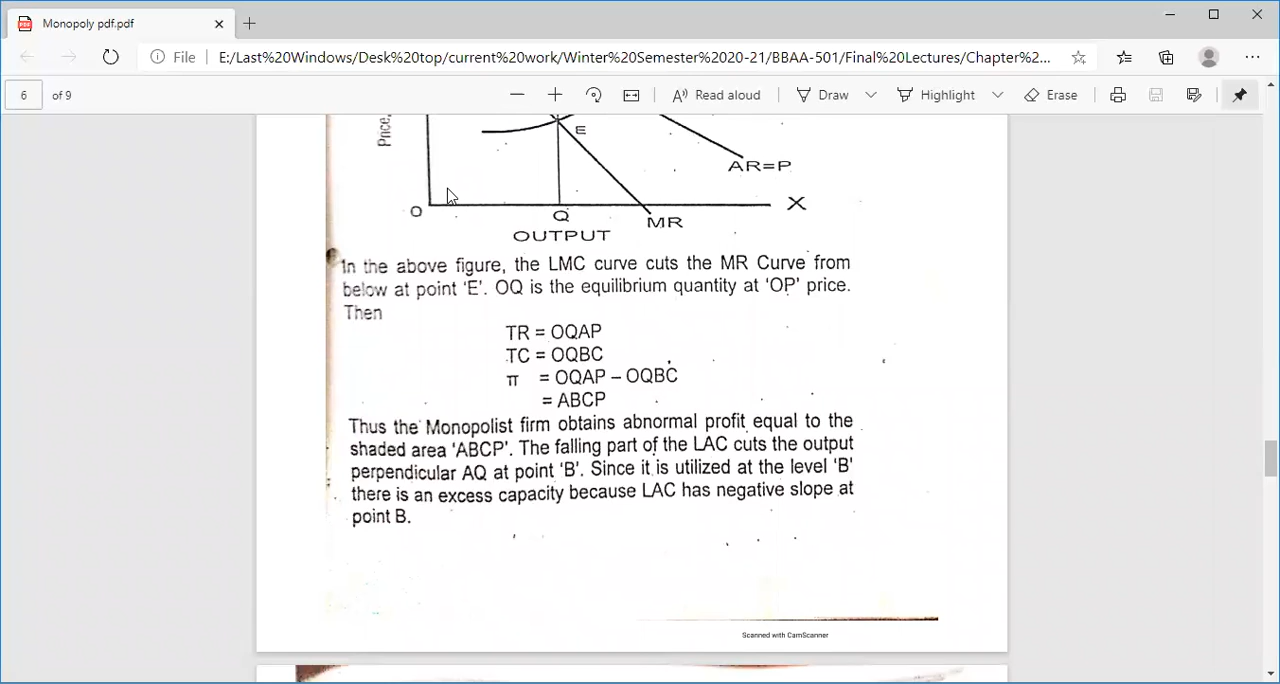 Monopoly pdf.pdf
File E:/Last%20Windows/Desk%20top/current%20work/Winter%20Semester%202020-21/BBAA-501/Final%20Lectures/Chapter%2...
6 of 9 Read aloud Draw Highlight Erase
Price,
E
AR=P
O Q X
MR
OUTPUT
In the above figure, the LMC curve cuts the MR Curve from
below at point 'E'. OQ is the equilibrium quantity at 'OP' price.
Then
TR = OQAP
TC = OQBC
π = OQAP – OQBC
= ABCP
Thus the Monopolist firm obtains abnormal profit equal to the
shaded area 'ABCP'. The falling part of the LAC cuts the output
perpendicular AQ at point 'B'. Since it is utilized at the level 'B'
there is an excess capacity because LAC has negative slope at
point B.
Scanned with CamScanner